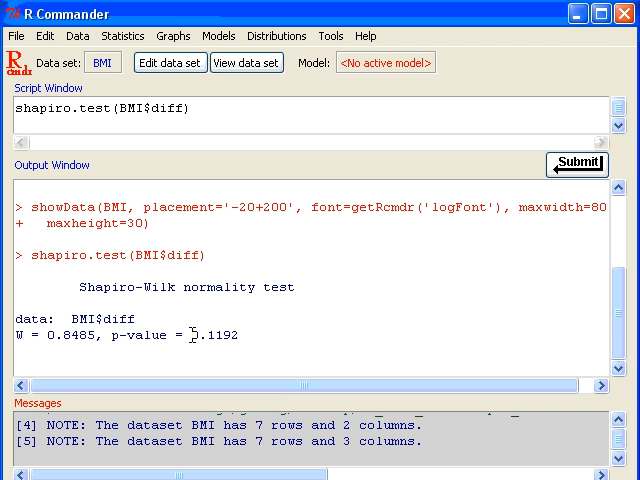 R Commander
File Edit Data Statistics Graphs Models Distributions Tools Help
R cmdr Data set: BMI Edit data set View data set Model: <No active model>
Script Window
shapiro.test(BMI$diff)
Output Window
Submit
> showData(BMI, placement='-20+200', font=getRcmdr('logFont'), maxwidth=80
+ maxheight=30)
> shapiro.test(BMI$diff)
Shapiro-Wilk normality test
data: BMI$diff
W = 0.8485, p-value = 0.1192
Messages
[4] NOTE: The dataset BMI has 7 rows and 2 columns.
[5] NOTE: The dataset BMI has 7 rows and 3 columns.